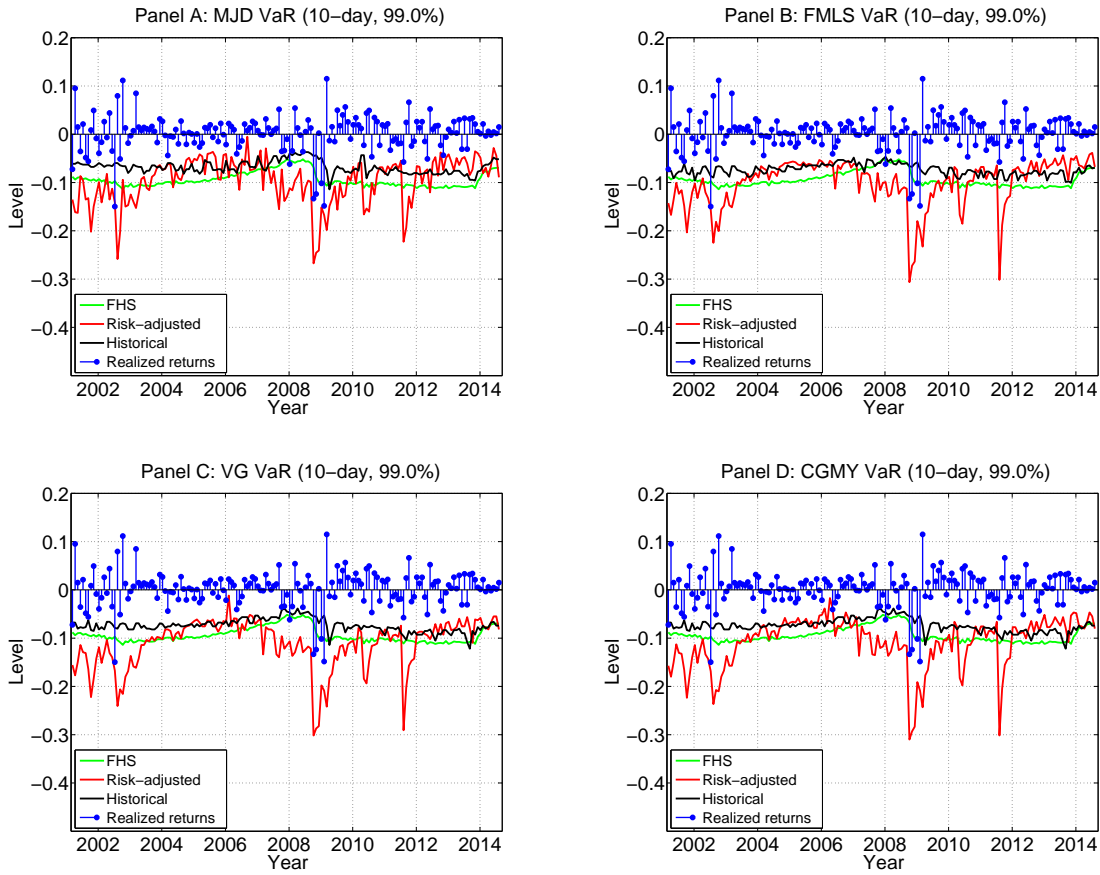 Panel A: MJD VaR (10−day, 99.0%)
0.2
0.1
0
−0.1
−0.2
−0.3
−0.4
Level
FHS
Risk−adjusted
Historical
Realized returns
2002 2004 2006 2008 2010 2012 2014
Year
Panel B: FMLS VaR (10−day, 99.0%)
0.2
0.1
0
−0.1
−0.2
−0.3
−0.4
Level
FHS
Risk−adjusted
Historical
Realized returns
2002 2004 2006 2008 2010 2012 2014
Year
Panel C: VG VaR (10−day, 99.0%)
0.2
0.1
0
−0.1
−0.2
−0.3
−0.4
Level
FHS
Risk−adjusted
Historical
Realized returns
2002 2004 2006 2008 2010 2012 2014
Year
Panel D: CGMY VaR (10−day, 99.0%)
0.2
0.1
0
−0.1
−0.2
−0.3
−0.4
Level
FHS
Risk−adjusted
Historical
Realized returns
2002 2004 2006 2008 2010 2012 2014
Year